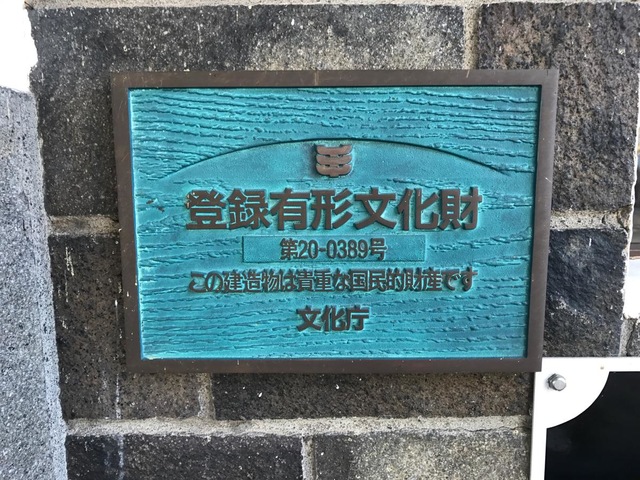 登録有形文化財
第20-0389号
この建造物は貴重な国民的財産です
文化庁